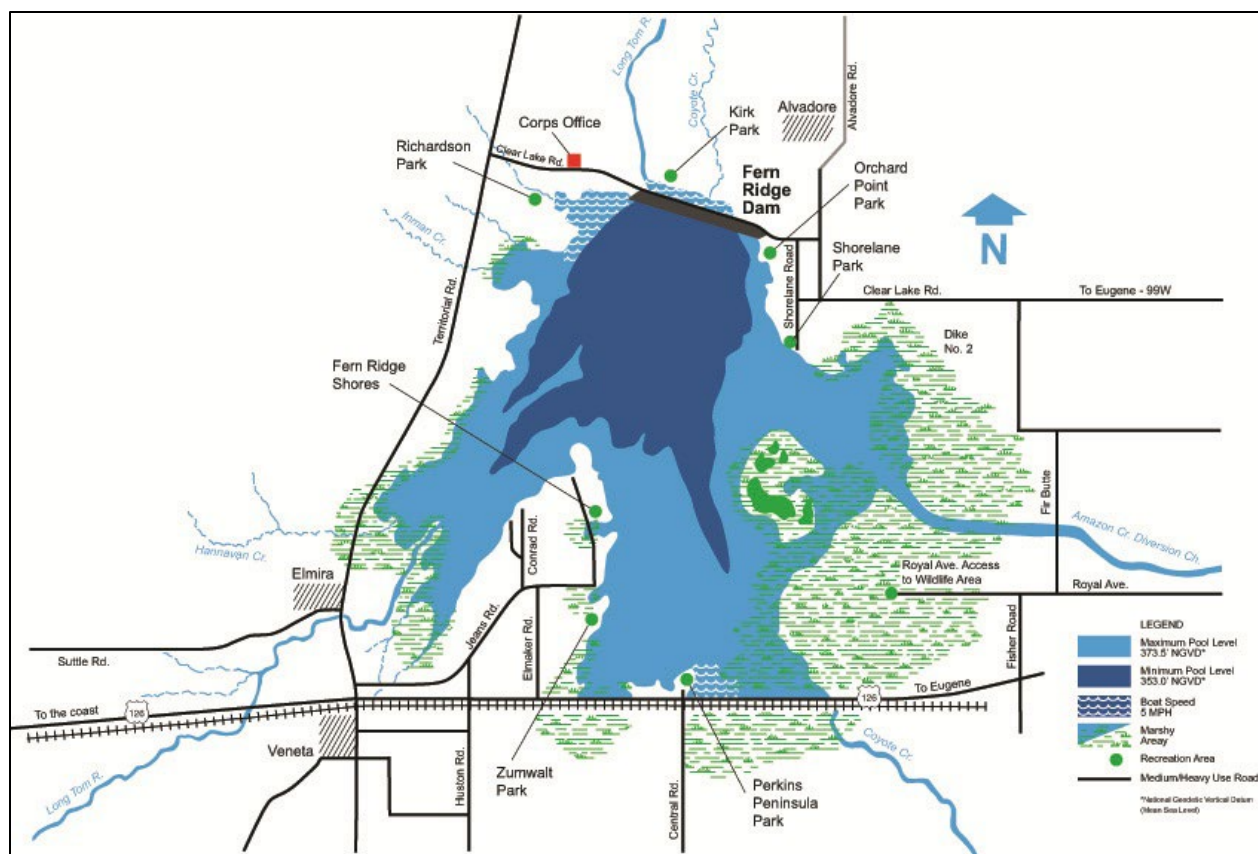 Long Tom R.
Coyote Cr.
Kirk
Park
Alvadore
Alvadore Rd.
Corps Office
Richardson
Park
Clear Lake Rd.
Fern
Ridge
Dam
Orchard
Point
Park
N
Inman Cr.
Shorelane
Park
Shorelane Road
Clear Lake Rd.
To Eugene - 99W
Territorial Rd.
Dike
No. 2
Fern Ridge
Shores
Fir Butte
Amazon Cr. Diversion Ch.
Hannavan Cr.
Conrad Rd.
Elmira
Royal Ave. Access
to Wildlife Area
Royal Ave.
Jeans Rd.
Elmaker Rd.
Fisher Road
Suttle Rd.
LEGEND
Maximum Pool Level
373.5' NGVD*
Minimum Pool Level
353.0' NGVD*
Boat Speed
5 MPH
Marshy
Areay
Recreation Area
Medium/Heavy Use Road
*National Geodetic Vertical Datum
(Mean Sea Level)
To the coast
126
126
To Eugene
Veneta
Huston Rd.
Zumwalt
Park
Central Rd.
Perkins
Peninsula
Park
Coyote Cr.
Long Tom R.